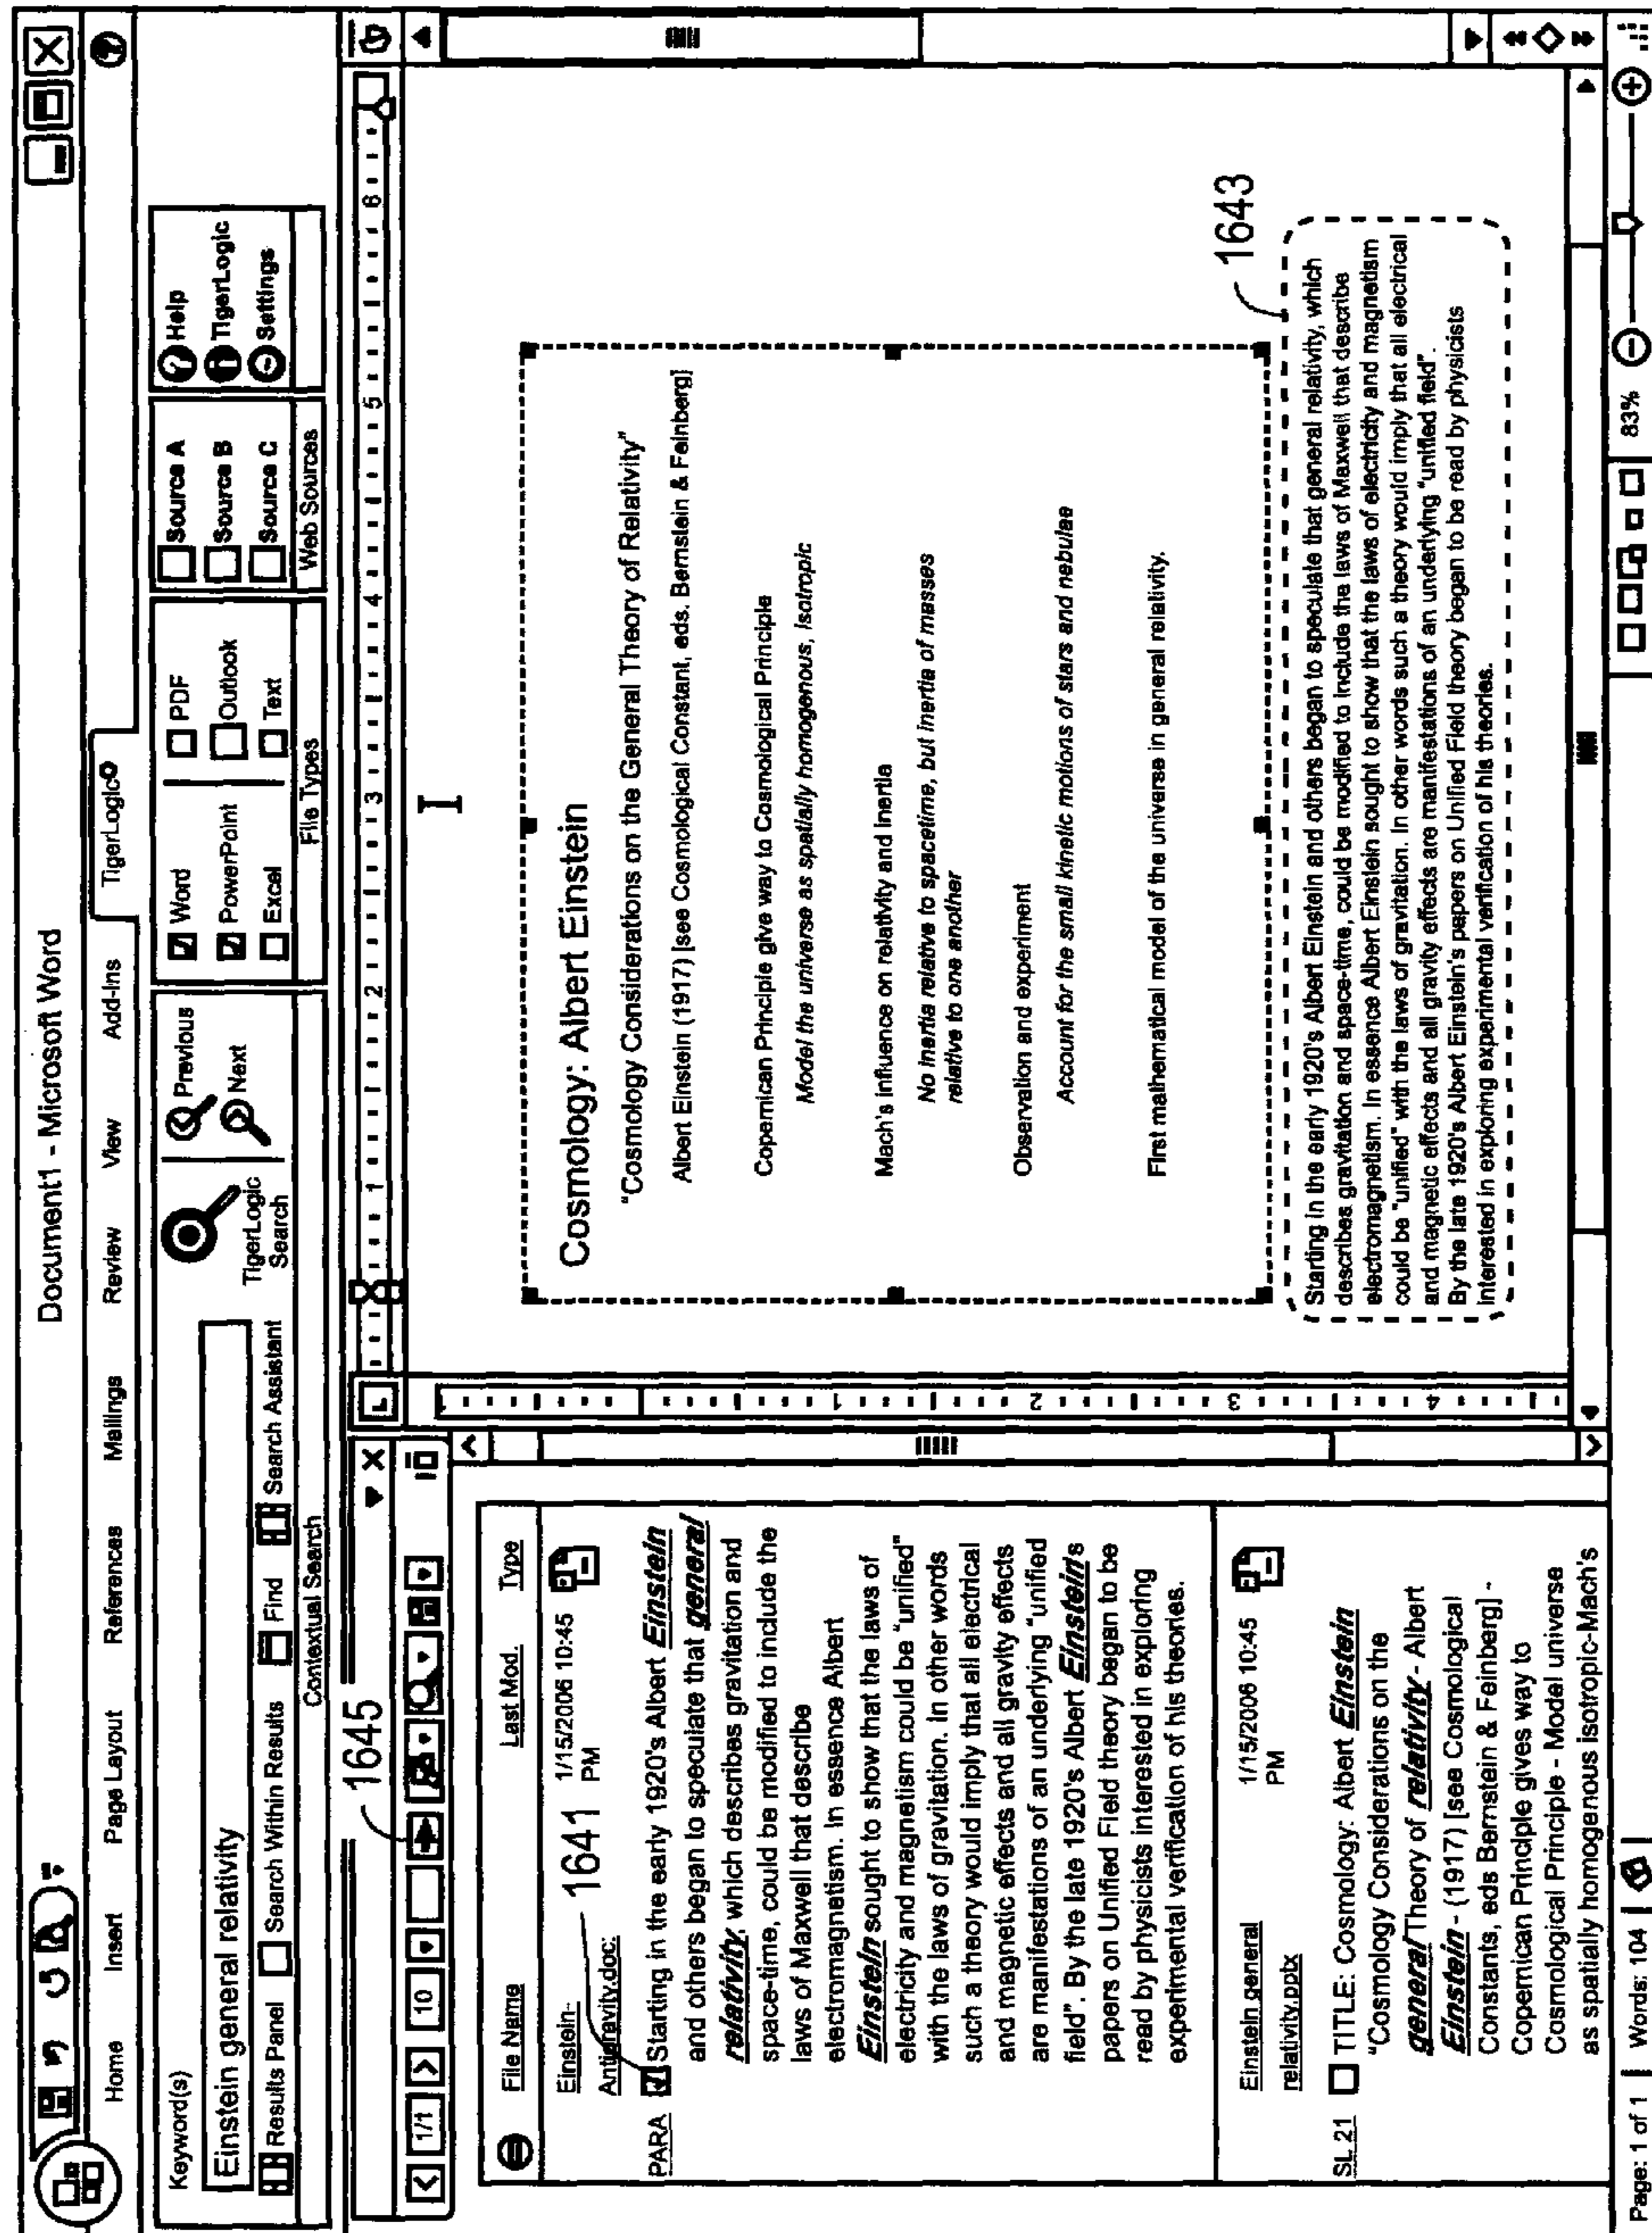 Document1 - Microsoft Word
Home Insert Page Layout References Mailings Review View Add-Ins TigerLogic
Keyword(s)
Einstein general relativity
Results Panel Search Within Results Find Search Assistant
TigerLogic
Search
Previous
Next
Contextual Search
Word
PowerPoint
Excel
PDF
Outlook
Text
File Types
Source A
Source B
Source C
Web Sources
Help
TigerLogic
Settings
1645
1/1 10
File Name Last Mod. Type
Einstein-
Antigravity.doc:
1641
1/15/2006 10:45
PM
PARA Starting in the early 1920's Albert Einstein
and others began to speculate that general
relativity, which describes gravitation and
space-time, could be modified to include the
laws of Maxwell that describe
electromagnetism. In essence Albert
Einstein sought to show that the laws of
electricity and magnetism could be "unified"
with the laws of gravitation. In other words
such a theory would imply that all electrical
and magnetic effects and all gravity effects
are manifestations of an underlying "unified
field". By the late 1920's Albert Einstein's
papers on Unified Field theory began to be
read by physicists interested in exploring
experimental verification of his theories.
Einstein general
relativity.pptx
1/15/2006 10:45
PM
SL 21 TITLE: Cosmology: Albert Einstein
"Cosmology Considerations on the
general Theory of relativity - Albert
Einstein - (1917) [see Cosmological
Constants, eds Bernstein & Feinberg] -
Copernican Principle gives way to
Cosmological Principle - Model universe
as spatially homogenous isotropic-Mach's
L
1 2 3 4 5 6
1
2
3
4
Cosmology: Albert Einstein
"Cosmology Considerations on the General Theory of Relativity"
Albert Einstein (1917) [see Cosmological Constant, eds. Bernstein & Feinberg]
Copernican Principle give way to Cosmological Principle
Model the universe as spatially homogenous, isotropic
Mach's influence on relativity and inertia
No inertia relative to spacetime, but inertia of masses
relative to one another
Observation and experiment
Account for the small kinetic motions of stars and nebulae
First mathematical model of the universe in general relativity.
1643
Starting in the early 1920's Albert Einstein and others began to speculate that general relativity, which
describes gravitation and space-time, could be modified to include the laws of Maxwell that describe
electromagnetism. In essence Albert Einstein sought to show that the laws of electricity and magnetism
could be "unified" with the laws of gravitation. In other words such a theory would imply that all electrical
and magnetic effects and all gravity effects are manifestations of an underlying "unified field".
By the late 1920's Albert Einstein's papers on Unified Field theory began to be read by physicists
interested in exploring experimental verification of his theories.
Page: 1 of 1 Words: 104
83%